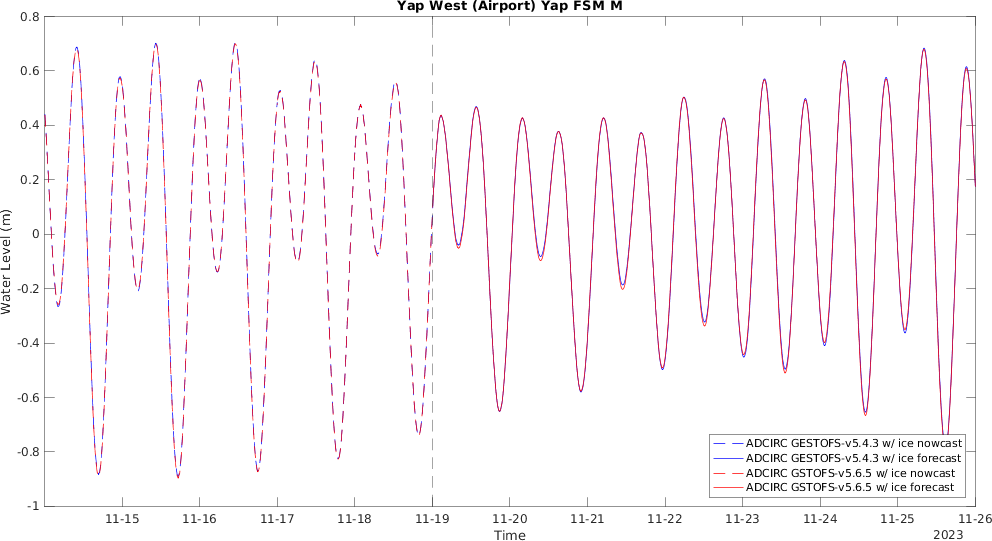 Yap West (Airport) Yap FSM M
0.8
0.6
0.4
0.2
0
-0.2
-0.4
-0.6
-0.8
-1
Water Level (m)
ADCIRC GESTOFS-v5.4.3 w/ ice nowcast
ADCIRC GESTOFS-v5.4.3 w/ ice forecast
ADCIRC GSTOFS-v5.6.5 w/ ice nowcast
ADCIRC GSTOFS-v5.6.5 w/ ice forecast
11-15 11-16 11-17 11-18 11-19 11-20 11-21 11-22 11-23 11-24 11-25 11-26
Time
2023